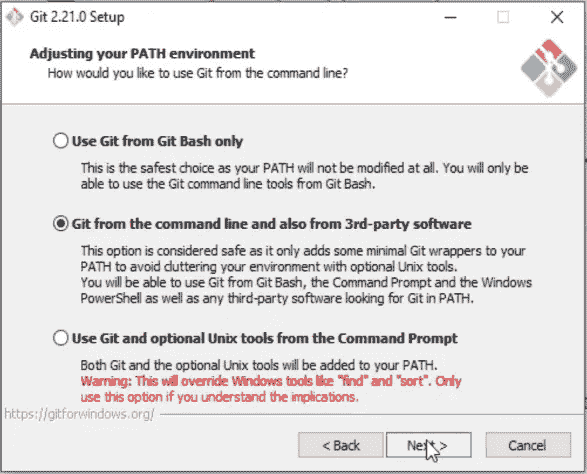 Git 2.21.0 Setup
Adjusting your PATH environment
How would you like to use Git from the command line?
Use Git from Git Bash only
This is the safest choice as your PATH will not be modified at all. You will only be
able to use the Git command line tools from Git Bash.
Git from the command line and also from 3rd-party software
This option is considered safe as it only adds some minimal Git wrappers to your
PATH to avoid cluttering your environment with optional Unix tools.
You will be able to use Git from Git Bash, the Command Prompt and the Windows
PowerShell as well as any third-party software looking for Git in PATH.
Use Git and optional Unix tools from the Command Prompt
Both Git and the optional Unix tools will be added to your PATH.
Warning: This will override Windows tools like "find" and "sort". Only
use this option if you understand the implications.
https://gitforwindows.org/
< Back
Next >
Cancel